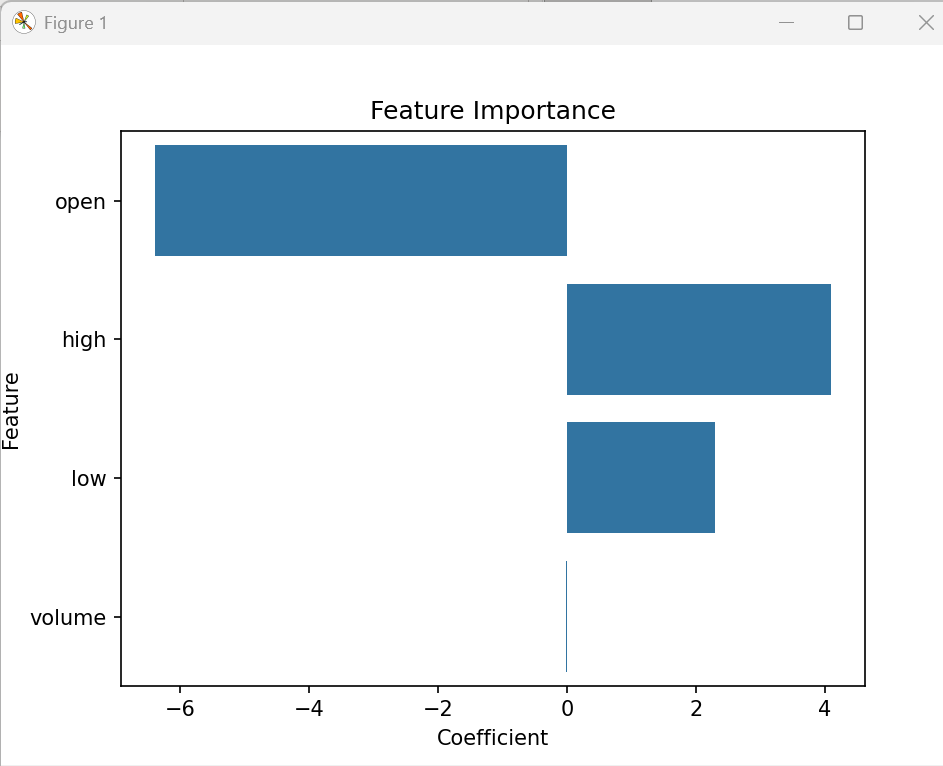 Figure 1
Feature Importance
open
high
low
volume
Feature
−6 −4 −2 0 2 4
Coefficient